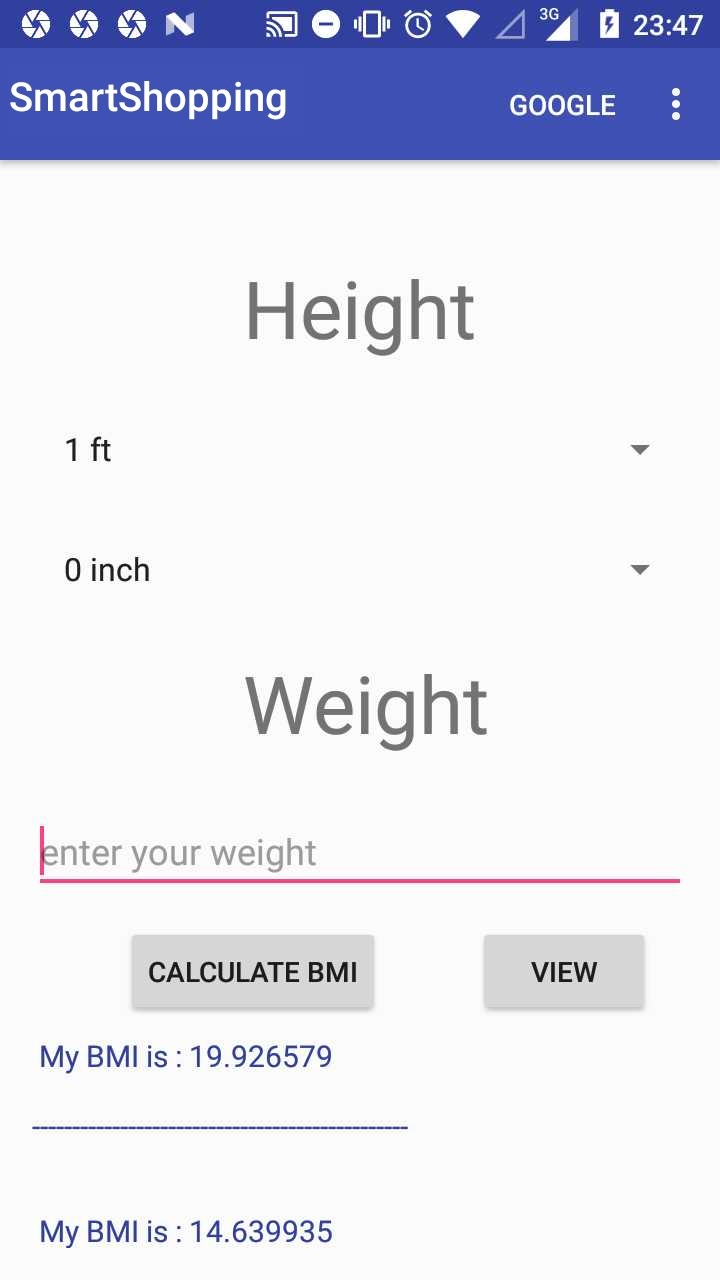 3G 23:47
SmartShopping GOOGLE
Height
1 ft
0 inch
Weight
enter your weight
CALCULATE BMI VIEW
My BMI is : 19.926579
-----------------------------------------------
My BMI is : 14.639935